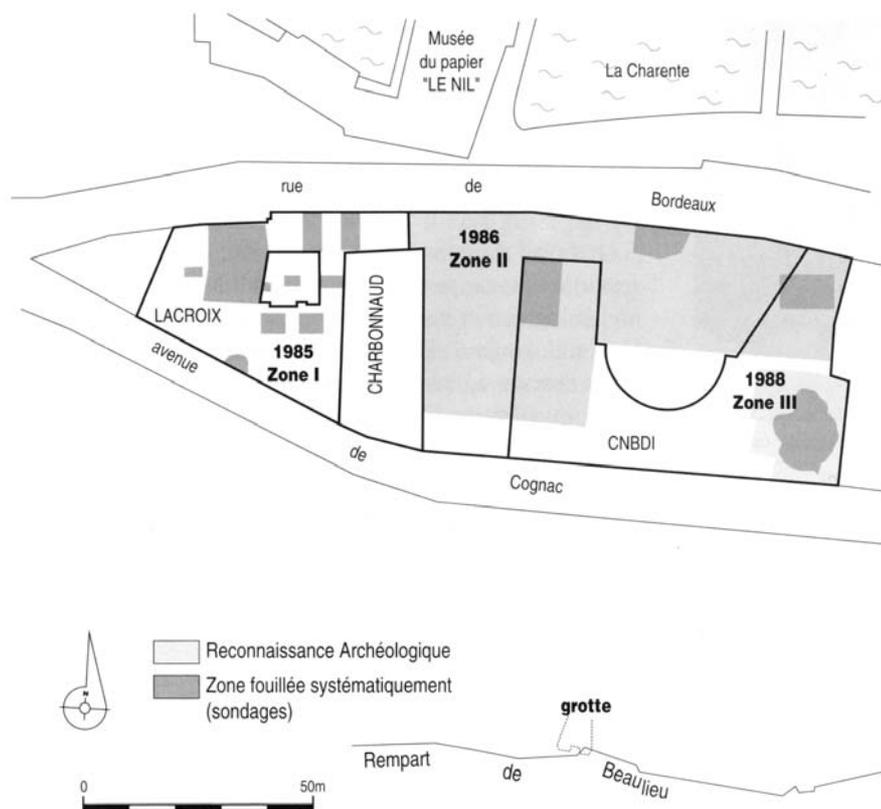 Musée
du papier
"LE NIL"
La Charente
rue de Bordeaux
1986
Zone II
LACROIX
1985
Zone I
CHARBONNAUD
1988
Zone III
CNBDI
avenue de Cognac
N
Reconnaissance Archéologique
Zone fouillée systématiquement
(sondages)
grotte
Rempart de Beaulieu
0 50m